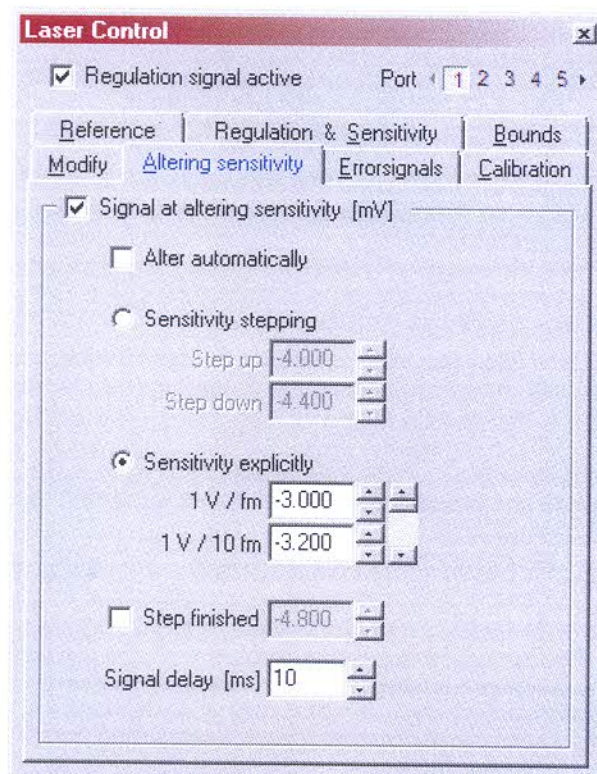 Laser Control
Regulation signal active Port 1 2 3 4 5
Reference Regulation & Sensitivity Bounds
Modify Altering sensitivity Errorsignals Calibration
Signal at altering sensitivity [mV]
Alter automatically
Sensitivity stepping
Step up -4.000
Step down -4.400
Sensitivity explicitly
1 V / fm -3.000
1 V / 10 fm -3.200
Step finished -4.800
Signal delay [ms] 10